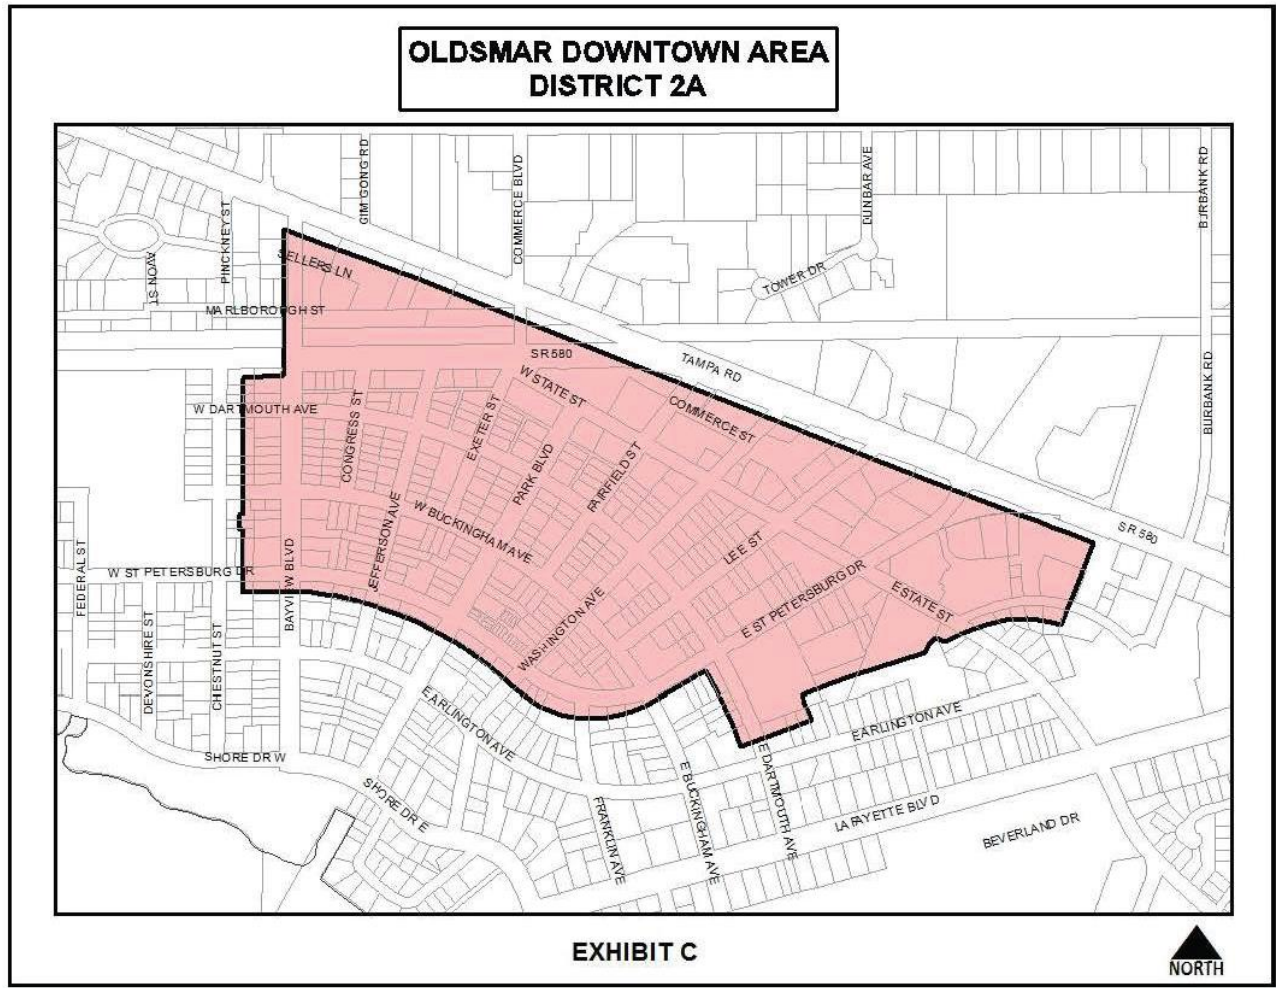 OLDSMAR DOWNTOWN AREA
DISTRICT 2A
GIM GONG RD
COMMERCE BLVD
DUNBAR AVE
BURBANK RD
PINCKNEY ST
AVON ST
SELLERS LN
TOWER DR
MARLBOROUGH ST
SR 580
TAMPA RD
BURBANK RD
W STATE ST
W DARTMOUTH AVE
CONGRESS ST
EXETER ST
COMMERCE ST
PARK BLVD
FAIRFIELD ST
JEFFERSON AVE
W BUCKINGHAM AVE
SR 580
LEE ST
FEDERAL ST
W ST PETERSBURG DR
BAYVIEW BLVD
E ST PETERSBURG DR
E STATE ST
WASHINGTON AVE
DEVONSHIRE ST
CHESTNUT ST
EARLINGTON AVE
EARLINGTON AVE
SHORE DR W
SHORE DR E
E BUCKINGHAM AVE
E DARTMOUTH AVE
FRANKLIN AVE
LAFAYETTE BLVD
BEVERLAND DR
EXHIBIT C
NORTH